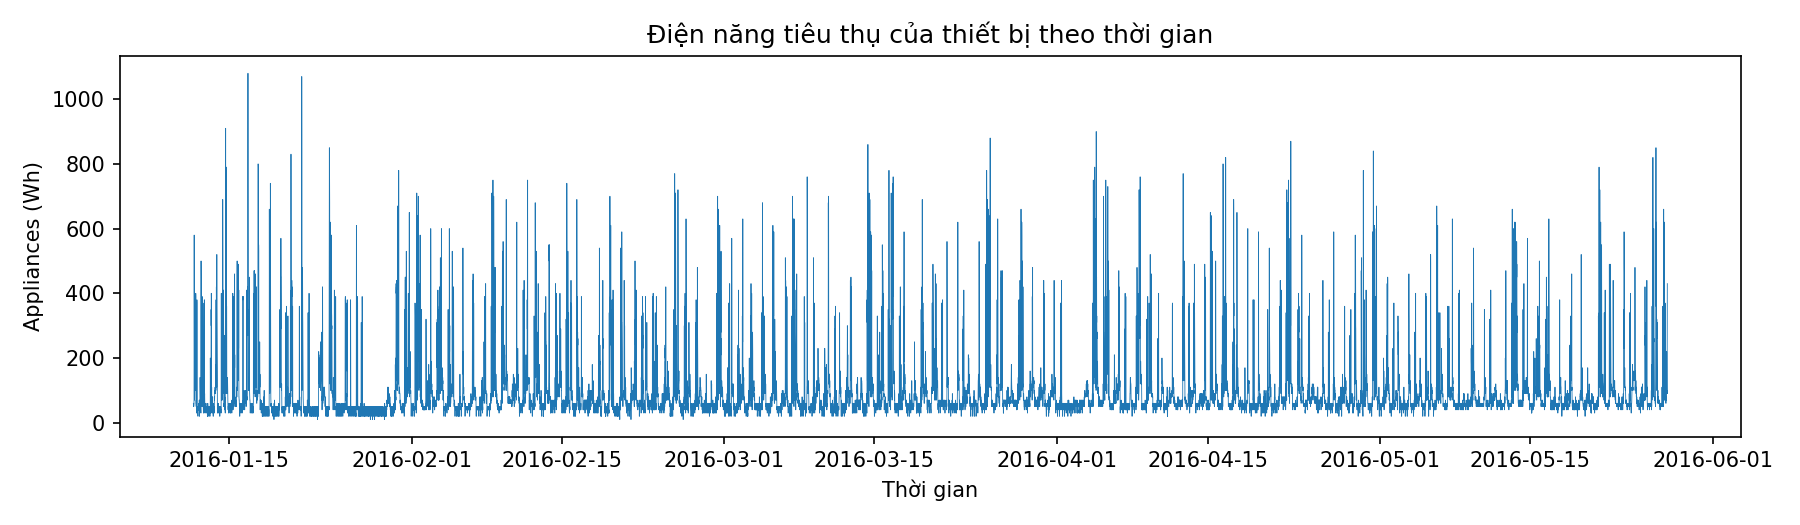 Điện năng tiêu thụ của thiết bị theo thời gian
Appliances (Wh)
1000
800
600
400
200
0
2016-01-15 2016-02-01 2016-02-15 2016-03-01 2016-03-15 2016-04-01 2016-04-15 2016-05-01 2016-05-15 2016-06-01
Thời gian